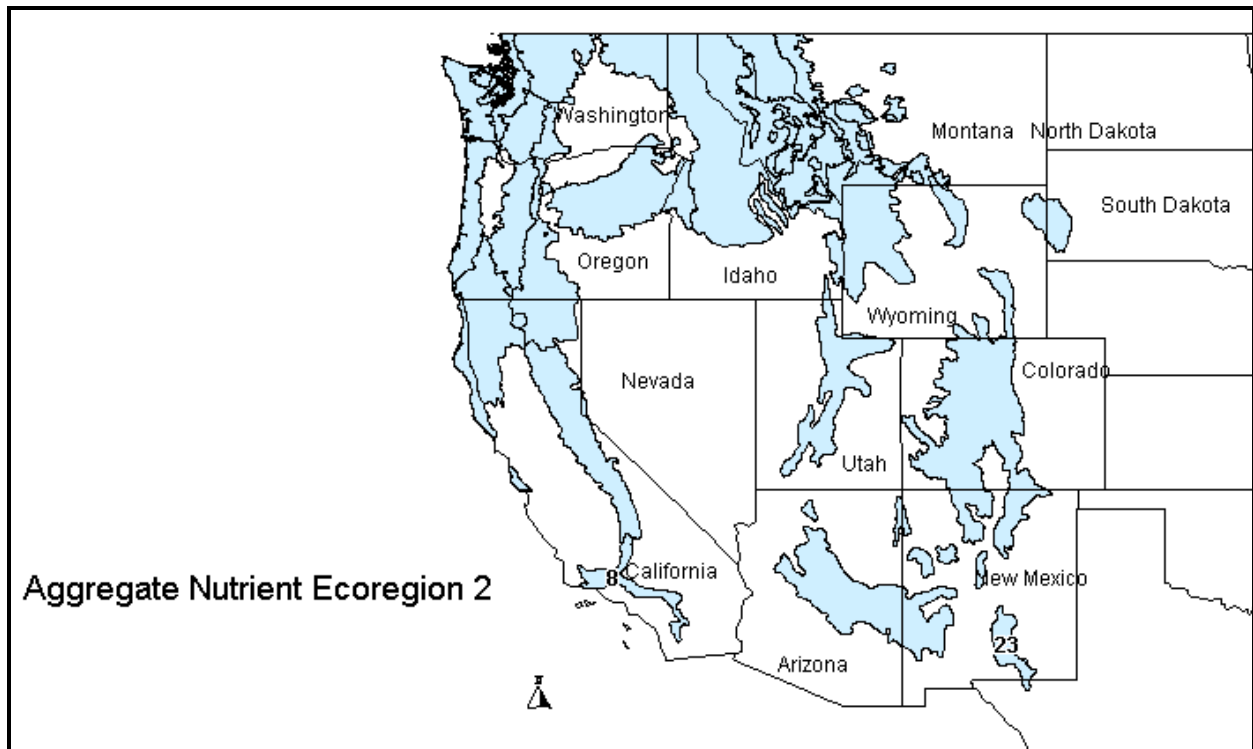 Washington
Montana
North Dakota
South Dakota
Oregon
Idaho
Wyoming
Nevada
Colorado
Utah
8
California
New Mexico
Aggregate Nutrient Ecoregion 2
23
Arizona